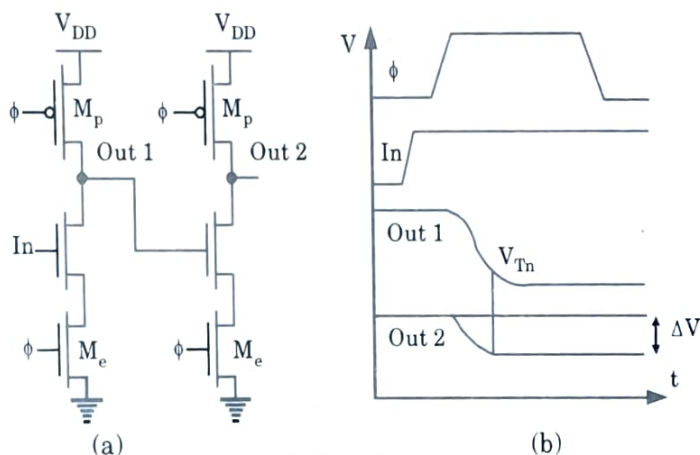 V_DD V_DD
ϕ M_p ϕ M_p
Out 1 Out 2
In
ϕ M_e ϕ M_e
(a)
V
ϕ
In
Out 1
V_Tn
Out 2 ΔV
t
(b)